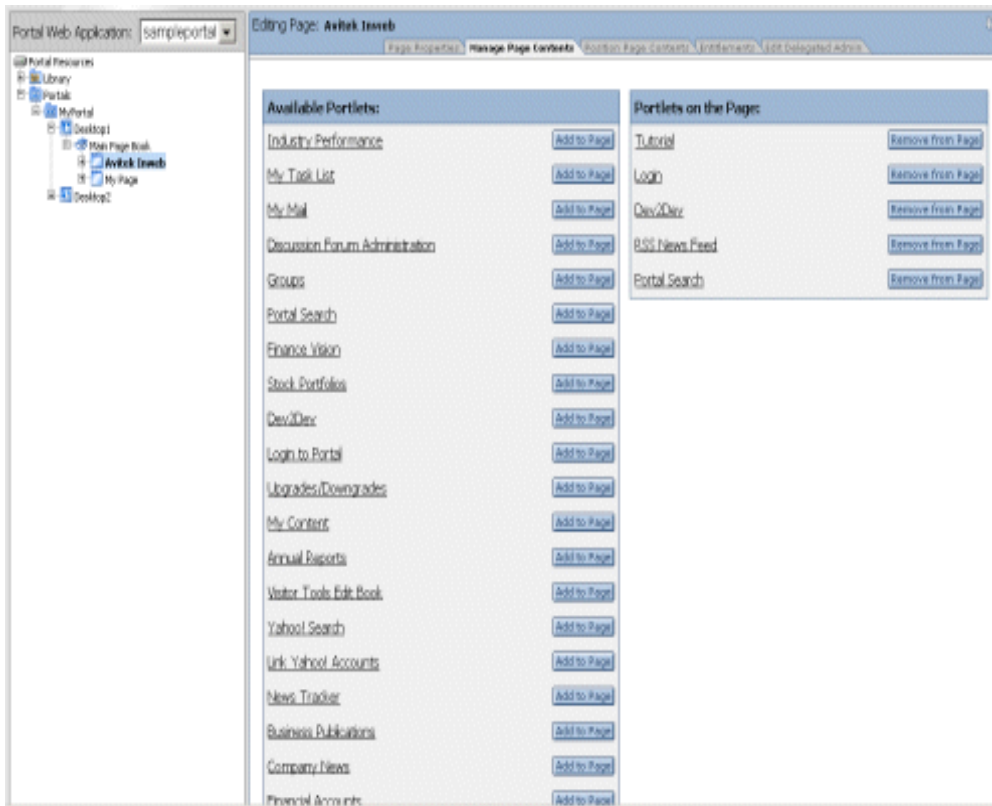 Portal Web Application: sampleportal
Portal Resources
Library
Portals
MyPortal
Desktop1
Main Page Book
Avitek Inweb
My Page
Desktop2
Editing Page: Avitek Inweb
Page Properties
Manage Page Contents
Position Page Contents
Entitlements
Edit Delegated Admin
Available Portlets:
Industry Performance Add to Page
My Task List Add to Page
My Mail Add to Page
Discussion Forum Administration Add to Page
Groups Add to Page
Portal Search Add to Page
Finance Vision Add to Page
Stock Portfolios Add to Page
Dev2Dev Add to Page
Login to Portal Add to Page
Upgrades/Downgrades Add to Page
My Content Add to Page
Annual Reports Add to Page
Visitor Tools Edit Book Add to Page
Yahoo! Search Add to Page
Link Yahoo! Accounts Add to Page
News Tracker Add to Page
Business Publications Add to Page
Company News Add to Page
Financial Accounts Add to Page
Portlets on the Page:
Tutorial Remove from Page
Login Remove from Page
Dev2Dev Remove from Page
RSS News Feed Remove from Page
Portal Search Remove from Page